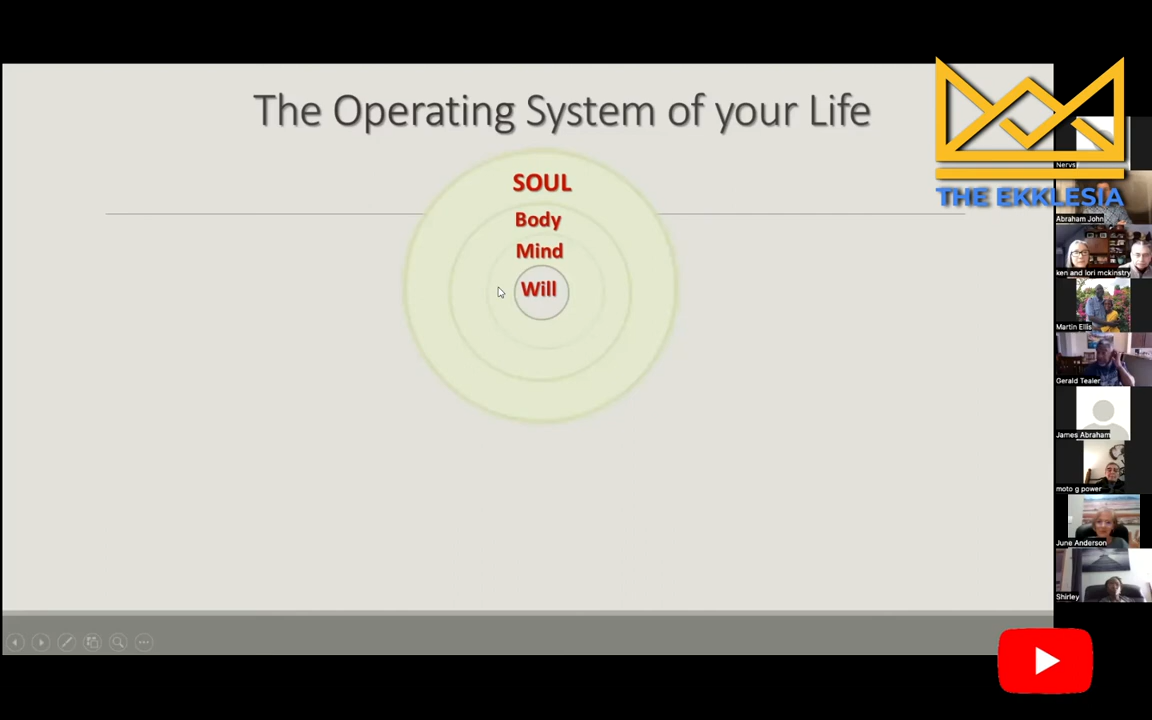 The Operating System of your Life
SOUL
Body
Mind
Will
THE EKKLESIA
Nervs
Abraham John
ken and lori mckinstry
Martin Ellis
Gerald Tealer
James Abraham
moto g power
June Anderson
Shirley